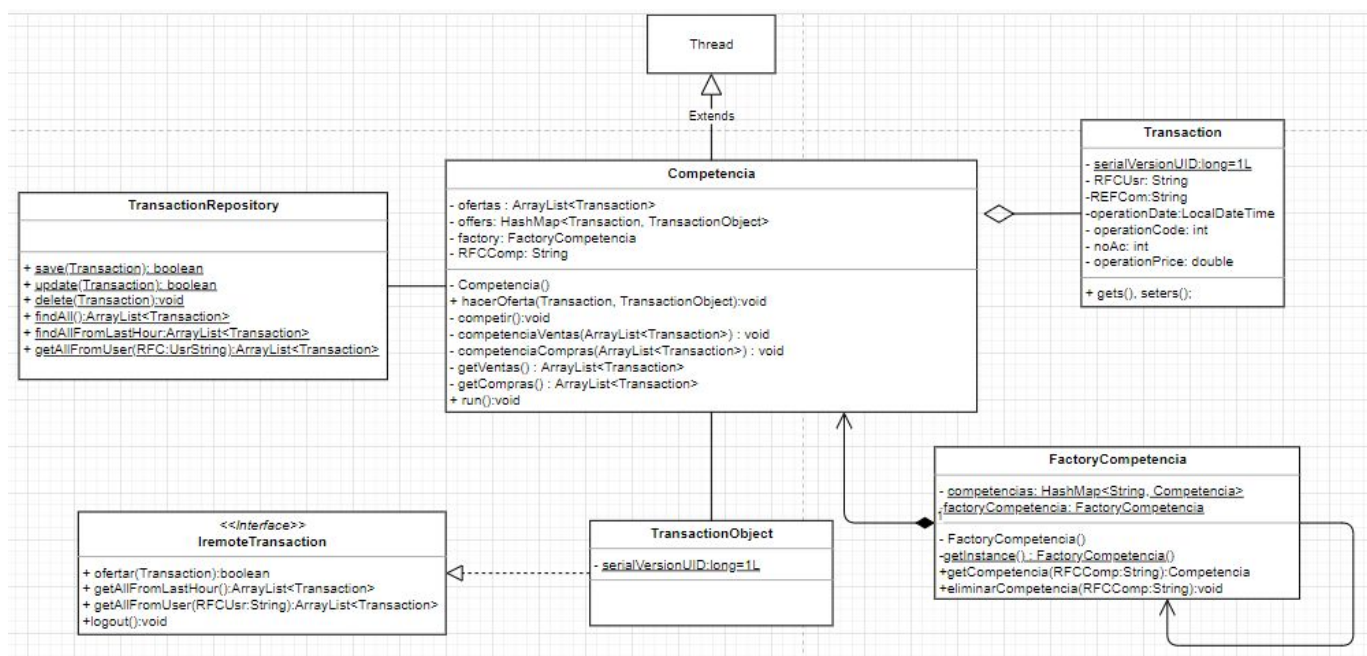 Thread
Extends
Transaction
- serialVersionUID:long=1L
- RFCUsr: String
-REFCom:String
-operationDate:LocalDateTime
- operationCode: int
- noAc: int
- operationPrice: double
+ gets(), seters();
Competencia
- ofertas : ArrayList<Transaction>
- offers: HashMap<Transaction, TransactionObject>
- factory: FactoryCompetencia
- RFCComp: String
- Competencia()
+ hacerOferta(Transaction, TransactionObject):void
- competir():void
- competenciaVentas(ArrayList<Transaction>) : void
- competenciaCompras(ArrayList<Transaction>) : void
- getVentas() : ArrayList<Transaction>
- getCompras() : ArrayList<Transaction>
+ run():void
TransactionRepository
+ save(Transaction): boolean
+ update(Transaction): boolean
+ delete(Transaction):void
+ findAll():ArrayList<Transaction>
+ findAllFromLastHour:ArrayList<Transaction>
+ getAllFromUser(RFC:UsrString):ArrayList<Transaction>
FactoryCompetencia
- competencias: HashMap<String, Competencia>
-factoryCompetencia: FactoryCompetencia
1
- FactoryCompetencia()
-getInstance() : FactoryCompetencia()
+getCompetencia(RFCComp:String):Competencia
+eliminarCompetencia(RFCComp:String):void
<<Interface>>
IremoteTransaction
+ ofertar(Transaction):boolean
+ getAllFromLastHour():ArrayList<Transaction>
+ getAllFromUser(RFCUsr:String):ArrayList<Transaction>
+logout():void
TransactionObject
- serialVersionUID:long=1L